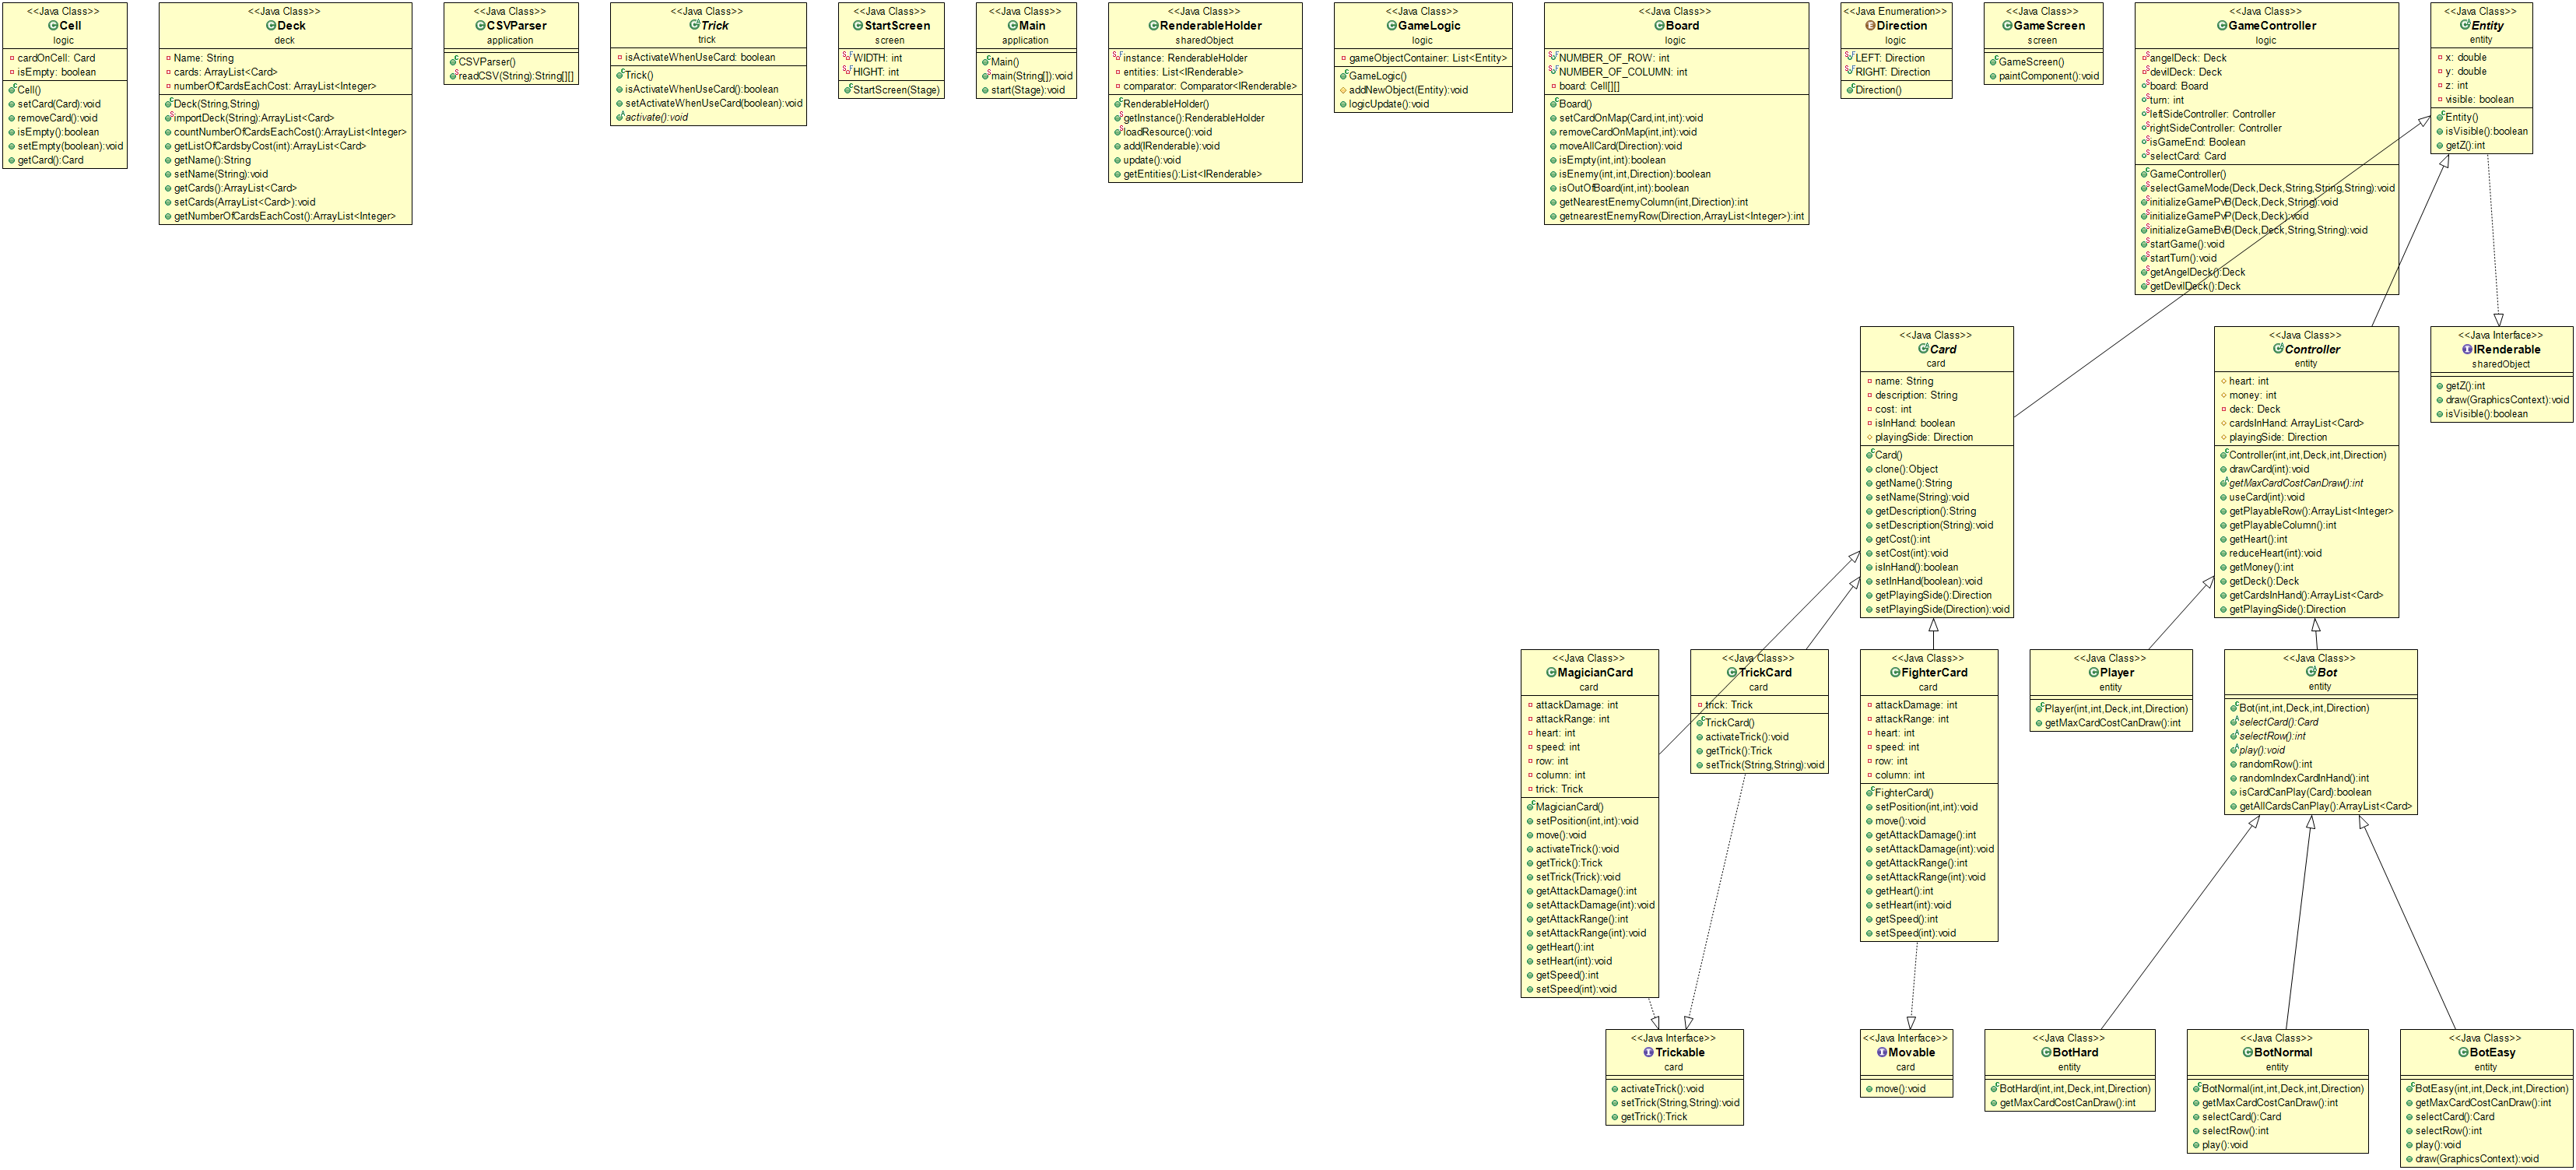 <<Java Class>>
Cell
logic
cardOnCell: Card
isEmpty: boolean
Cell()
setCard(Card):void
removeCard():void
isEmpty():boolean
setEmpty(boolean):void
getCard():Card
<<Java Class>>
Deck
deck
Name: String
cards: ArrayList<Card>
numberOfCardsEachCost: ArrayList<Integer>
Deck(String,String)
importDeck(String):ArrayList<Card>
countNumberOfCardsEachCost():ArrayList<Integer>
getListOfCardsbyCost(int):ArrayList<Card>
getName():String
setName(String):void
getCards():ArrayList<Card>
setCards(ArrayList<Card>):void
getNumberOfCardsEachCost():ArrayList<Integer>
<<Java Class>>
CSVParser
application
CSVParser()
readCSV(String):String[][]
<<Java Class>>
Trick
trick
isActivateWhenUseCard: boolean
Trick()
isActivateWhenUseCard():boolean
setActivateWhenUseCard(boolean):void
activate():void
<<Java Class>>
StartScreen
screen
WIDTH: int
HIGHT: int
StartScreen(Stage)
<<Java Class>>
Main
application
Main()
main(String[]):void
start(Stage):void
<<Java Class>>
RenderableHolder
sharedObject
instance: RenderableHolder
entities: List<IRenderable>
comparator: Comparator<IRenderable>
RenderableHolder()
getInstance():RenderableHolder
loadResource():void
add(IRenderable):void
update():void
getEntities():List<IRenderable>
<<Java Class>>
GameLogic
logic
gameObjectContainer: List<Entity>
GameLogic()
addNewObject(Entity):void
logicUpdate():void
<<Java Class>>
Board
logic
NUMBER_OF_ROW: int
NUMBER_OF_COLUMN: int
board: Cell[][]
Board()
setCardOnMap(Card,int,int):void
removeCardOnMap(int,int):void
moveAllCard(Direction):void
isEmpty(int,int):boolean
isEnemy(int,int,Direction):boolean
isOutOfBoard(int,int):boolean
getNearestEnemyColumn(int,Direction):int
getnearestEnemyRow(Direction,ArrayList<Integer>):int
<<Java Enumeration>>
Direction
logic
LEFT: Direction
RIGHT: Direction
Direction()
<<Java Class>>
GameScreen
screen
GameScreen()
paintComponent():void
<<Java Class>>
GameController
logic
angelDeck: Deck
devilDeck: Deck
board: Board
turn: int
leftSideController: Controller
rightSideController: Controller
isGameEnd: Boolean
selectCard: Card
GameController()
selectGameMode(Deck,Deck,String,String,String):void
initializeGamePvB(Deck,Deck,String):void
initializeGamePvP(Deck,Deck):void
initializeGameBvB(Deck,Deck,String,String):void
startGame():void
startTurn():void
getAngelDeck():Deck
getDevilDeck():Deck
<<Java Class>>
Entity
entity
x: double
y: double
z: int
visible: boolean
Entity()
isVisible():boolean
getZ():int
<<Java Class>>
Card
card
name: String
description: String
cost: int
isInHand: boolean
playingSide: Direction
Card()
clone():Object
getName():String
setName(String):void
getDescription():String
setDescription(String):void
getCost():int
setCost(int):void
isInHand():boolean
setInHand(boolean):void
getPlayingSide():Direction
setPlayingSide(Direction):void
<<Java Class>>
Controller
entity
heart: int
money: int
deck: Deck
cardsInHand: ArrayList<Card>
playingSide: Direction
Controller(int,int,Deck,int,Direction)
drawCard(int):void
getMaxCardCostCanDraw():int
useCard(int):void
getPlayableRow():ArrayList<Integer>
getPlayableColumn():int
getHeart():int
reduceHeart(int):void
getMoney():int
getDeck():Deck
getCardsInHand():ArrayList<Card>
getPlayingSide():Direction
<<Java Interface>>
IRenderable
sharedObject
getZ():int
draw(GraphicsContext):void
isVisible():boolean
<<Java Class>>
MagicianCard
card
attackDamage: int
attackRange: int
heart: int
speed: int
row: int
column: int
trick: Trick
MagicianCard()
setPosition(int,int):void
move():void
activateTrick():void
getTrick():Trick
setTrick(Trick):void
getAttackDamage():int
setAttackDamage(int):void
getAttackRange():int
setAttackRange(int):void
getHeart():int
setHeart(int):void
getSpeed():int
setSpeed(int):void
<<Java Class>>
TrickCard
card
trick: Trick
TrickCard()
activateTrick():void
getTrick():Trick
setTrick(String,String):void
<<Java Class>>
FighterCard
card
attackDamage: int
attackRange: int
heart: int
speed: int
row: int
column: int
FighterCard()
setPosition(int,int):void
move():void
getAttackDamage():int
setAttackDamage(int):void
getAttackRange():int
setAttackRange(int):void
getHeart():int
setHeart(int):void
getSpeed():int
setSpeed(int):void
<<Java Class>>
Player
entity
Player(int,int,Deck,int,Direction)
getMaxCardCostCanDraw():int
<<Java Class>>
Bot
entity
Bot(int,int,Deck,int,Direction)
selectCard():Card
selectRow():int
play():void
randomRow():int
randomIndexCardInHand():int
isCardCanPlay(Card):boolean
getAllCardsCanPlay():ArrayList<Card>
<<Java Interface>>
Trickable
card
activateTrick():void
setTrick(String,String):void
getTrick():Trick
<<Java Interface>>
Movable
card
move():void
<<Java Class>>
BotHard
entity
BotHard(int,int,Deck,int,Direction)
getMaxCardCostCanDraw():int
<<Java Class>>
BotNormal
entity
BotNormal(int,int,Deck,int,Direction)
getMaxCardCostCanDraw():int
selectCard():Card
selectRow():int
play():void
<<Java Class>>
BotEasy
entity
BotEasy(int,int,Deck,int,Direction)
getMaxCardCostCanDraw():int
selectCard():Card
selectRow():int
play():void
draw(GraphicsContext):void